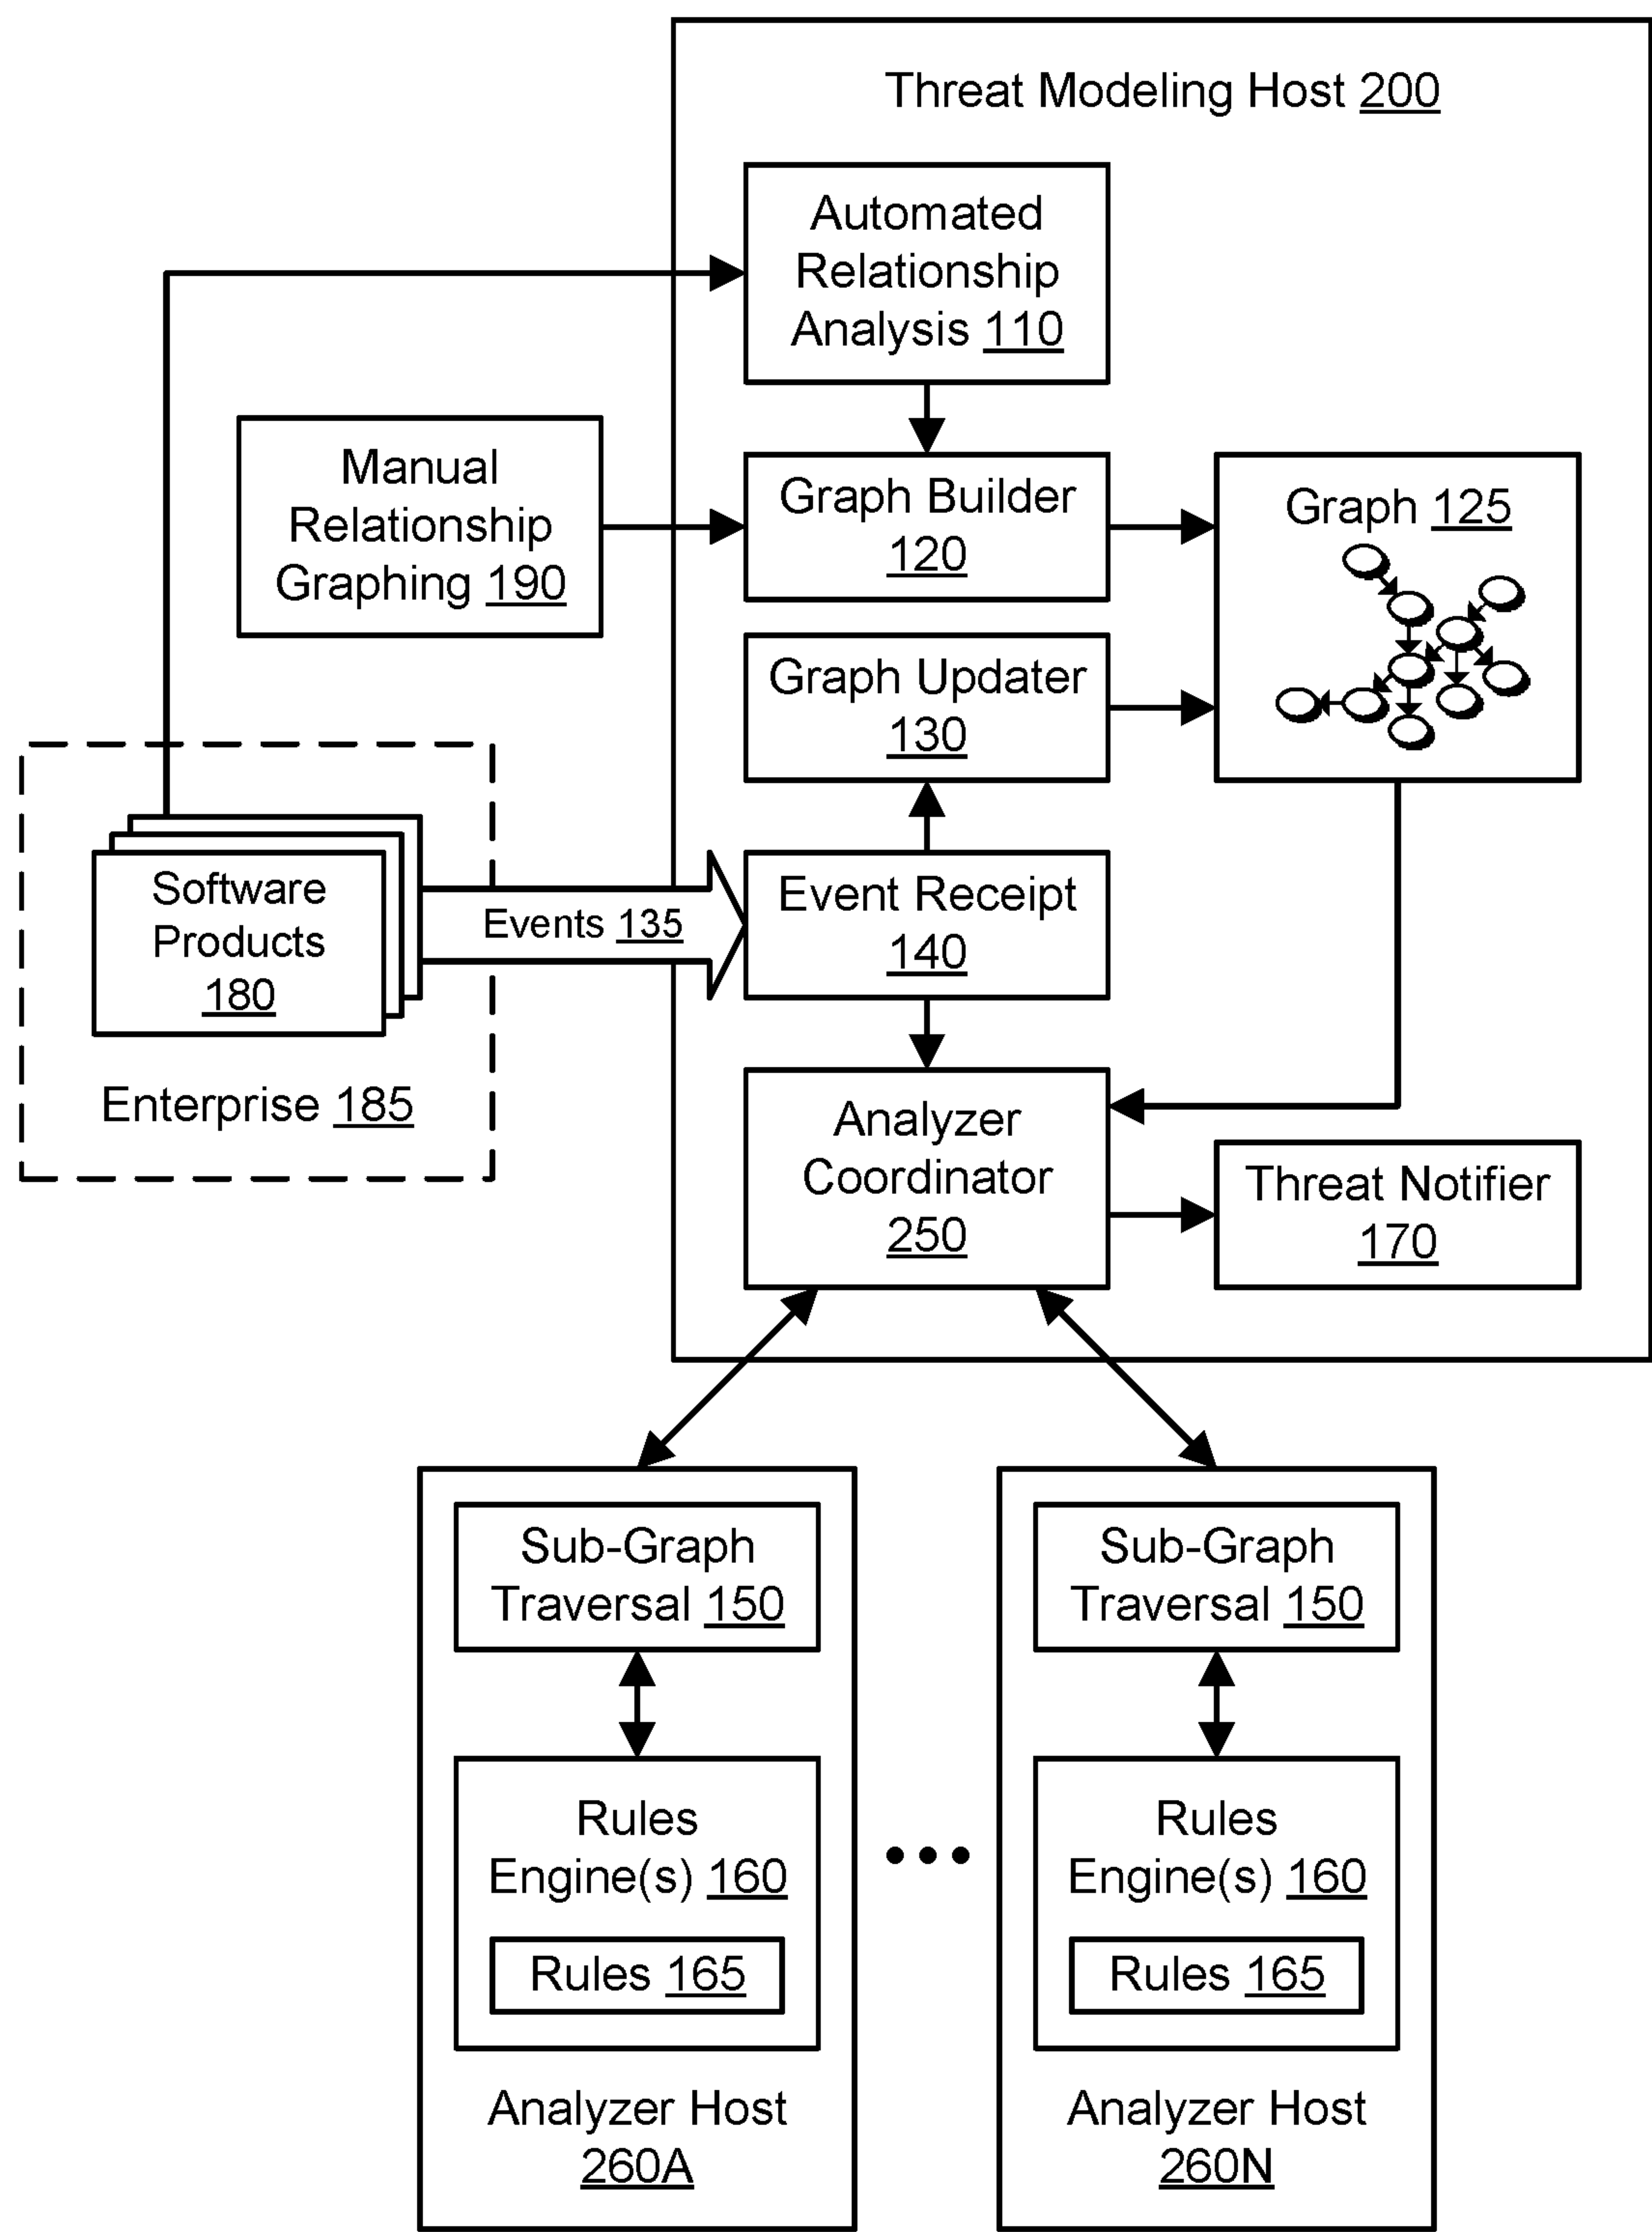 Threat Modeling Host 200
Automated
Relationship
Analysis 110
Manual
Relationship
Graphing 190
Graph Builder
120
Graph 125
Graph Updater
130
Software
Products
180
Events 135
Event Receipt
140
Enterprise 185
Analyzer
Coordinator
250
Threat Notifier
170
Sub-Graph
Traversal 150
Rules
Engine(s) 160
Rules 165
Analyzer Host
260A
Sub-Graph
Traversal 150
Rules
Engine(s) 160
Rules 165
Analyzer Host
260N